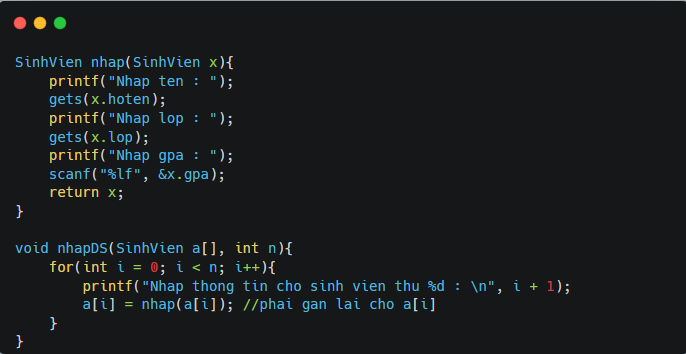 SinhVien nhap(SinhVien x){
    printf("Nhap ten : ");
    gets(x.hoten);
    printf("Nhap lop : ");
    gets(x.lop);
    printf("Nhap gpa : ");
    scanf("%lf", &x.gpa);
    return x;
}

void nhapDS(SinhVien a[], int n){
    for(int i = 0; i < n; i++){
        printf("Nhap thong tin cho sinh vien thu %d : \n", i + 1);
        a[i] = nhap(a[i]); //phai gan lai cho a[i]
    }
}